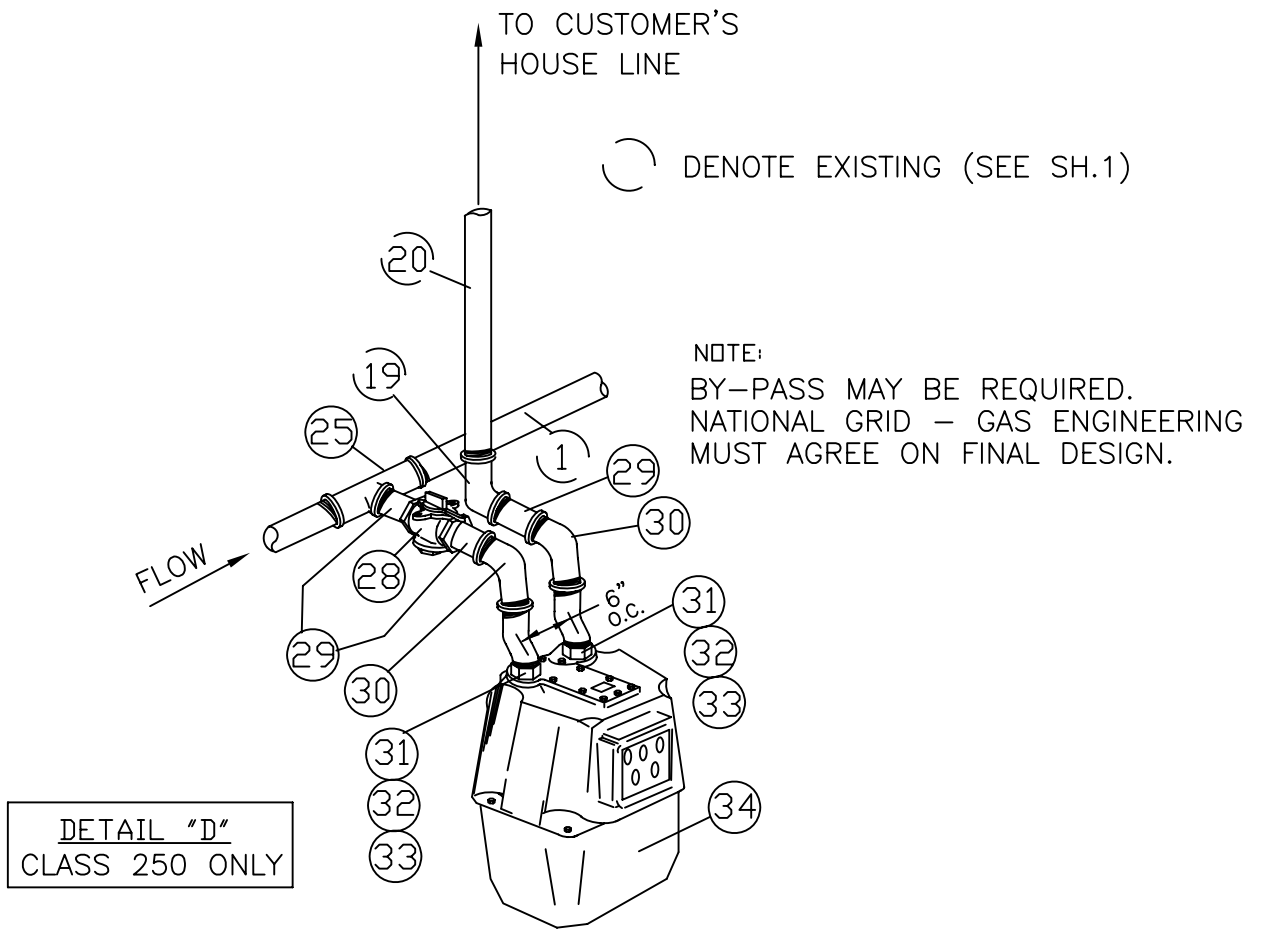 TO CUSTOMER'S
HOUSE LINE
DENOTE EXISTING (SEE SH.1)
20
NOTE:
BY-PASS MAY BE REQUIRED.
NATIONAL GRID - GAS ENGINEERING
MUST AGREE ON FINAL DESIGN.
19
25
1
29
30
FLOW
28
6"
O.C.
31
32
33
29
30
31
32
33
34
DETAIL "D"
CLASS 250 ONLY